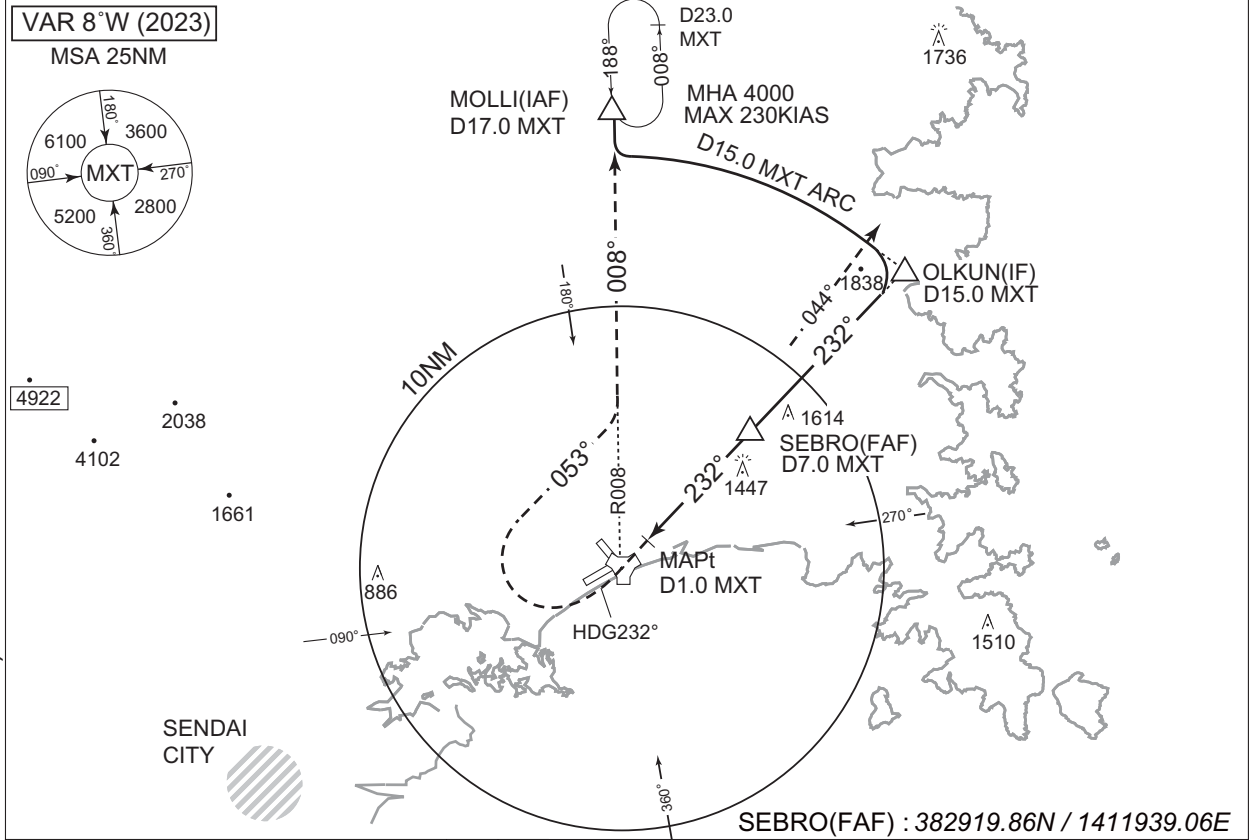 VAR 8°W (2023)
MSA 25NM
180°
6100
3600
090°
MXT
270°
5200
2800
360°
D23.0
MXT
188°
008°
MOLLI(IAF)
D17.0 MXT
MHA 4000
MAX 230KIAS
D15.0 MXT ARC
1736
OLKUN(IF)
D15.0 MXT
1838
044°
232°
008°
180°
10NM
4922
2038
4102
1661
1614
SEBRO(FAF)
D7.0 MXT
1447
232°
053°
R008
270°
MAPt
D1.0 MXT
886
HDG232°
090°
1510
SENDAI
CITY
360°
SEBRO(FAF) : 382919.86N / 1411939.06E